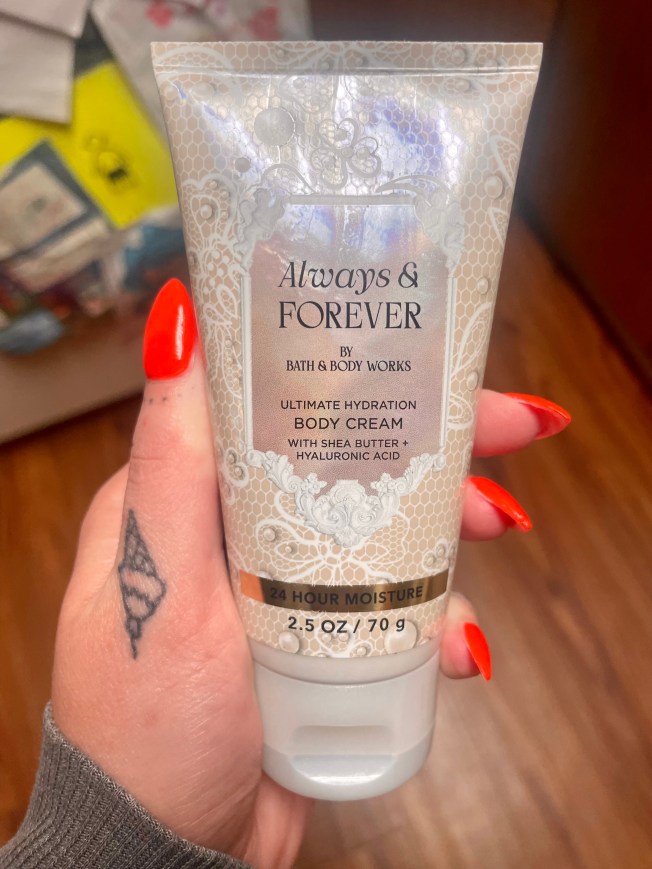 Always &
FOREVER
BY
BATH & BODY WORKS
ULTIMATE HYDRATION
BODY CREAM
WITH SHEA BUTTER +
HYALURONIC ACID
24 HOUR MOISTURE
2.5 OZ / 70 g